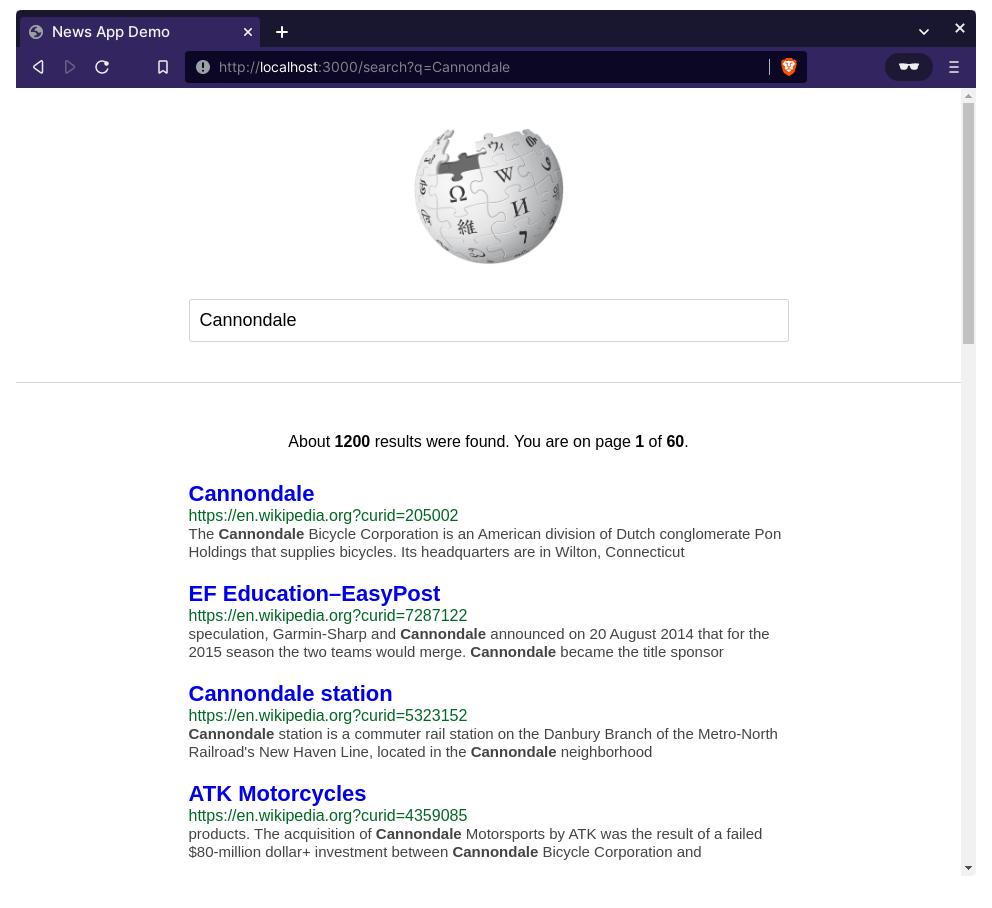 News App Demo
http://localhost:3000/search?q=Cannondale
Ω
W
ウィ
И
維
Cannondale
About 1200 results were found. You are on page 1 of 60.
Cannondale
https://en.wikipedia.org?curid=205002
The Cannondale Bicycle Corporation is an American division of Dutch conglomerate Pon
Holdings that supplies bicycles. Its headquarters are in Wilton, Connecticut
EF Education–EasyPost
https://en.wikipedia.org?curid=7287122
speculation, Garmin-Sharp and Cannondale announced on 20 August 2014 that for the
2015 season the two teams would merge. Cannondale became the title sponsor
Cannondale station
https://en.wikipedia.org?curid=5323152
Cannondale station is a commuter rail station on the Danbury Branch of the Metro-North
Railroad's New Haven Line, located in the Cannondale neighborhood
ATK Motorcycles
https://en.wikipedia.org?curid=4359085
products. The acquisition of Cannondale Motorsports by ATK was the result of a failed
$80-million dollar+ investment between Cannondale Bicycle Corporation and